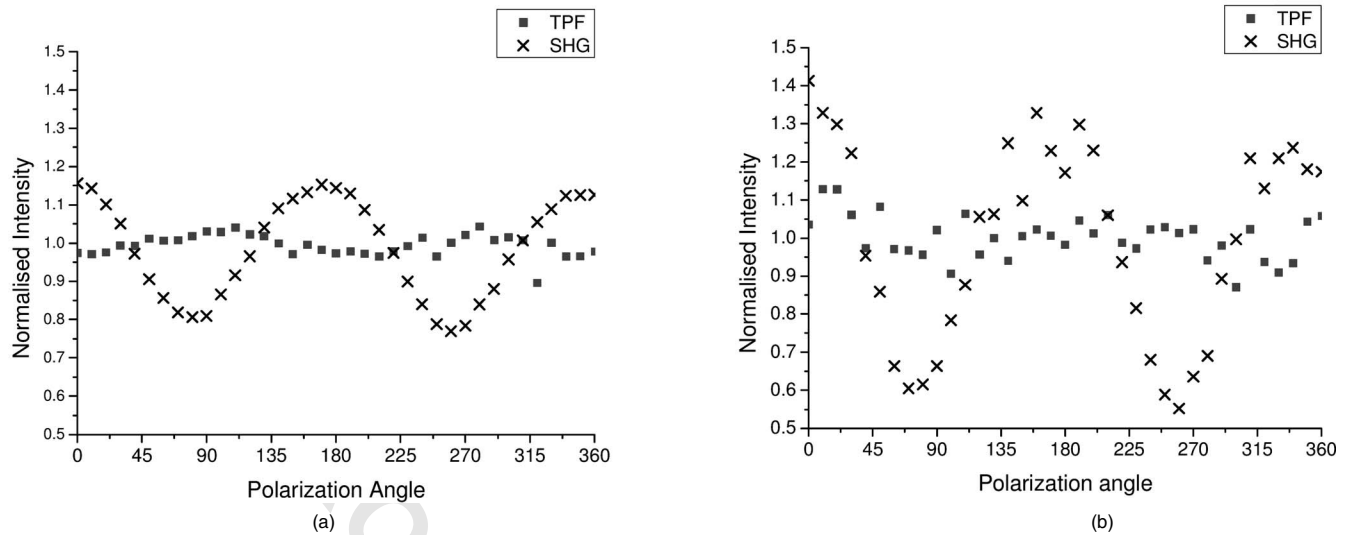 TPF
SHG
1.5
1.4
1.3
1.2
1.1
1.0
0.9
0.8
0.7
0.6
0.5
Normalised Intensity
0 45 90 135 180 225 270 315 360
Polarization Angle
(a)
TPF
SHG
1.5
1.4
1.3
1.2
1.1
1.0
0.9
0.8
0.7
0.6
0.5
Normalised Intensity
0 45 90 135 180 225 270 315 360
Polarization angle
(b)